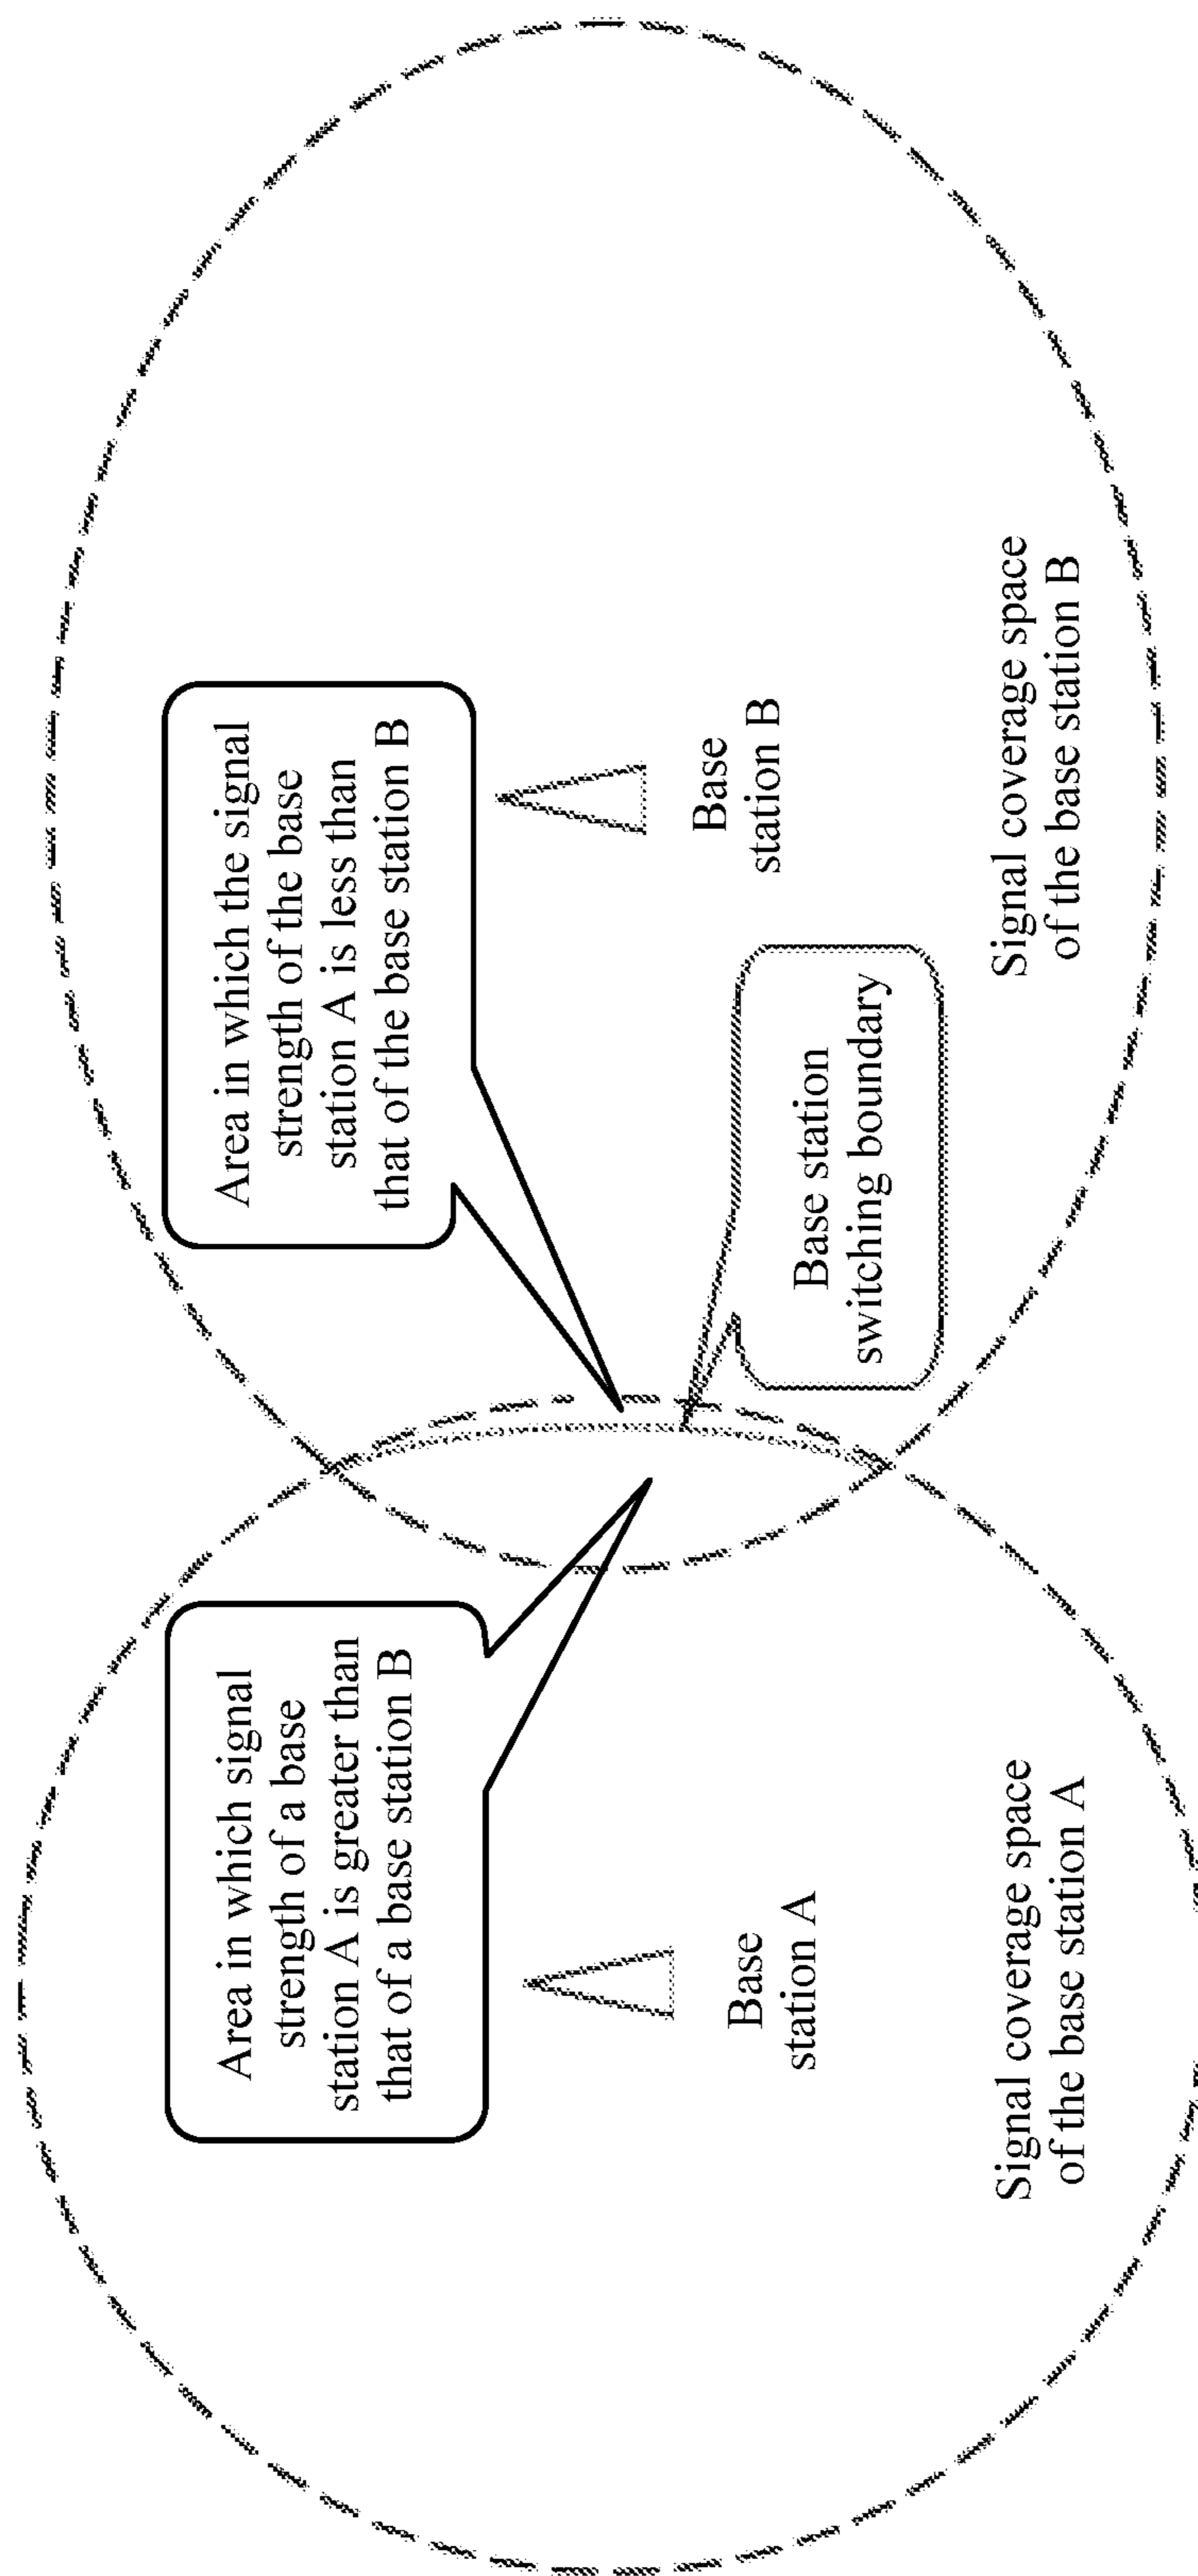 Area in which signal
strength of a base
station A is greater than
that of a base station B
Area in which the signal
strength of the base
station A is less than
that of the base station B
Base
station A
Base
station B
Base station
switching boundary
Signal coverage space
of the base station A
Signal coverage space
of the base station B